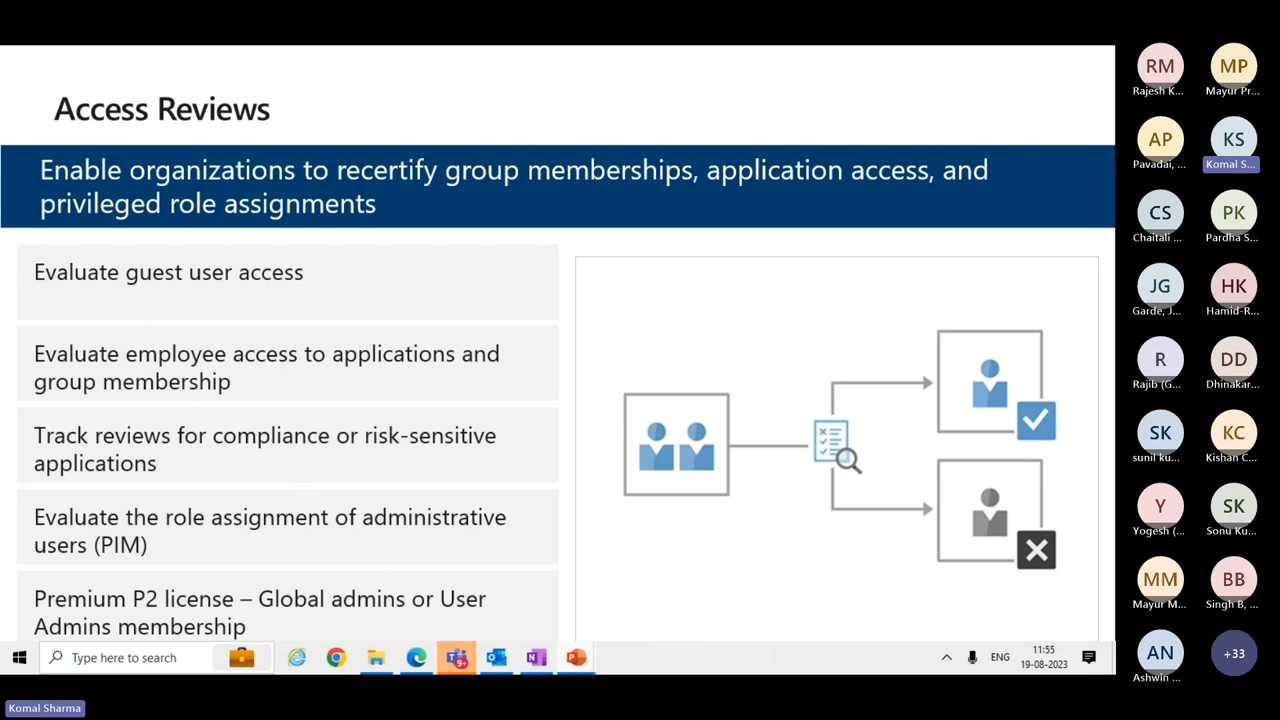 Access Reviews
Enable organizations to recertify group memberships, application access, and
privileged role assignments
Evaluate guest user access
Evaluate employee access to applications and
group membership
Track reviews for compliance or risk-sensitive
applications
Evaluate the role assignment of administrative
users (PIM)
Premium P2 license – Global admins or User
Admins membership
Type here to search
9+
ENG
11:55
19-08-2023
RM
Rajesh K...
MP
Mayur Pr...
AP
Pavadai, ...
KS
Komal S...
CS
Chaitali ...
PK
Pardha S...
JG
Garde, J...
HK
Hamid-R...
R
Rajib (G...
DD
Dhinakar...
SK
sunil ku...
KC
Kishan C...
Y
Yogesh (...
SK
Sonu Ku...
MM
Mayur M...
BB
Singh B, ...
AN
Ashwin ...
+33
Komal Sharma